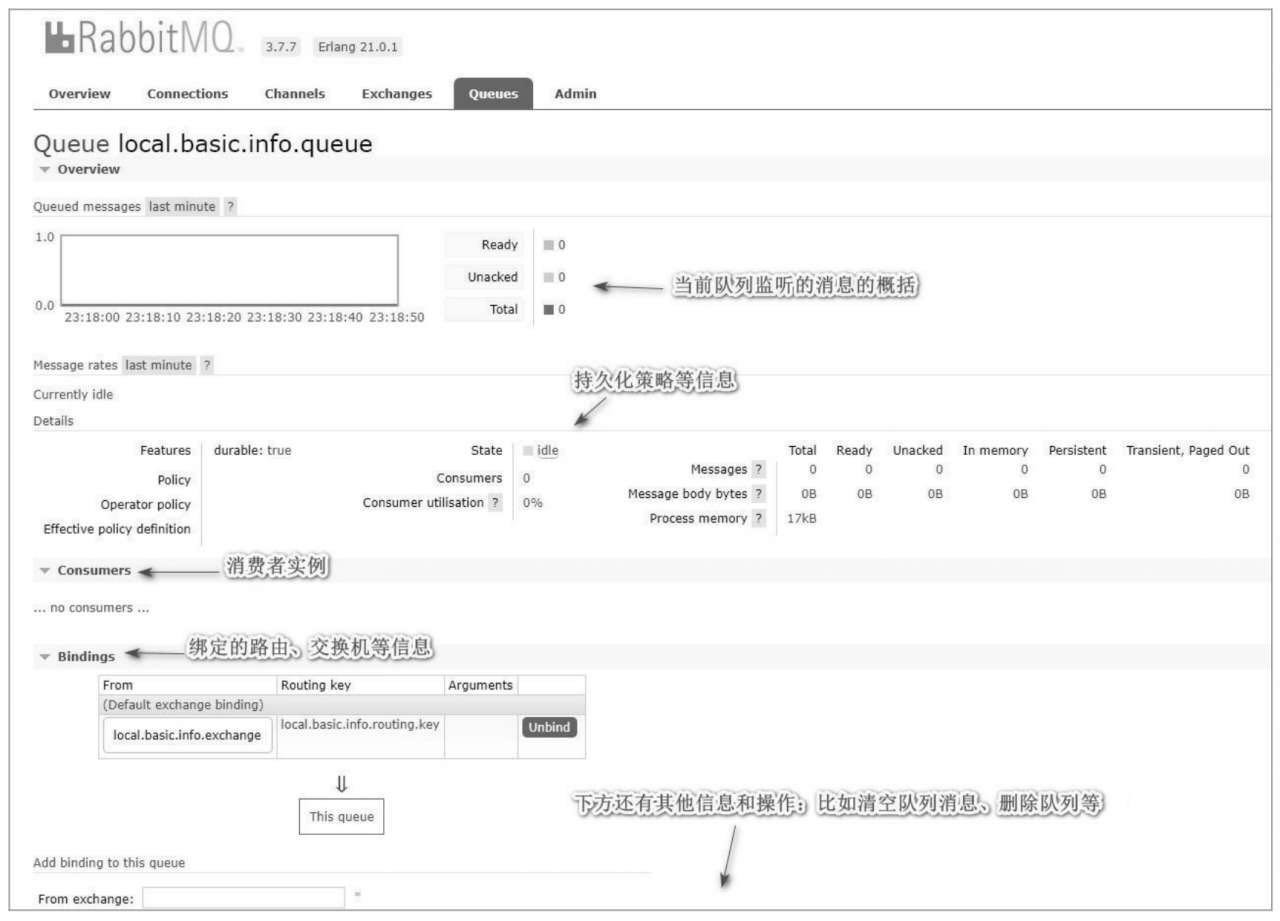 RabbitMQ. 3.7.7 Erlang 21.0.1
Overview Connections Channels Exchanges Queues Admin
Queue local.basic.info.queue
Overview
Queued messages last minute ?
1.0
0.0
23:18:00 23:18:10 23:18:20 23:18:30 23:18:40 23:18:50
Ready 0
Unacked 0
Total 0
当前队列监听的消息的概括
Message rates last minute ?
Currently idle
持久化策略等信息
Details
Features durable: true
Policy
Operator policy
Effective policy definition
State idle
Consumers 0
Consumer utilisation ? 0%
Total Ready Unacked In memory Persistent Transient, Paged Out
Messages ? 0 0 0 0 0 0
Message body bytes ? 0B 0B 0B 0B 0B 0B
Process memory ? 17kB
Consumers 消费者实例
... no consumers ...
Bindings 绑定的路由、交换机等信息
From Routing key Arguments
(Default exchange binding)
local.basic.info.exchange local.basic.info.routing.key Unbind
⇓
This queue
下方还有其他信息和操作：比如清空队列消息、删除队列等
Add binding to this queue
From exchange: *